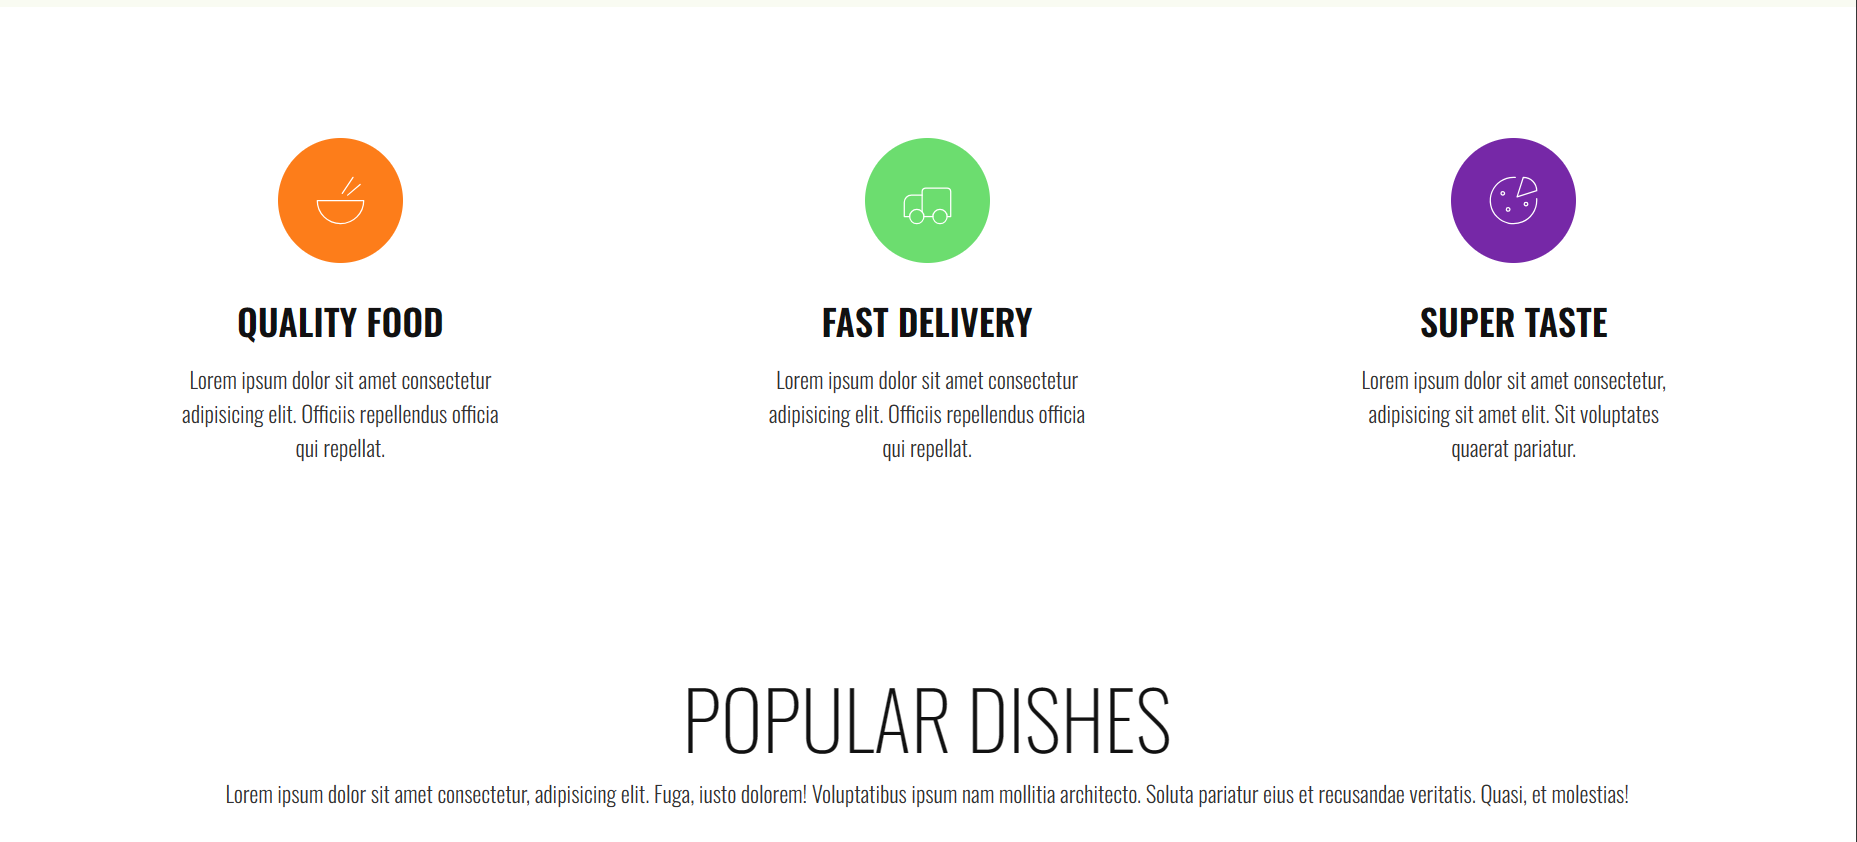 QUALITY FOOD
Lorem ipsum dolor sit amet consectetur
adipisicing elit. Officiis repellendus officia
qui repellat.
FAST DELIVERY
Lorem ipsum dolor sit amet consectetur
adipisicing elit. Officiis repellendus officia
qui repellat.
SUPER TASTE
Lorem ipsum dolor sit amet consectetur,
adipisicing sit amet elit. Sit voluptates
quaerat pariatur.
POPULAR DISHES
Lorem ipsum dolor sit amet consectetur, adipisicing elit. Fuga, iusto dolorem! Voluptatibus ipsum nam mollitia architecto. Soluta pariatur eius et recusandae veritatis. Quasi, et molestias!